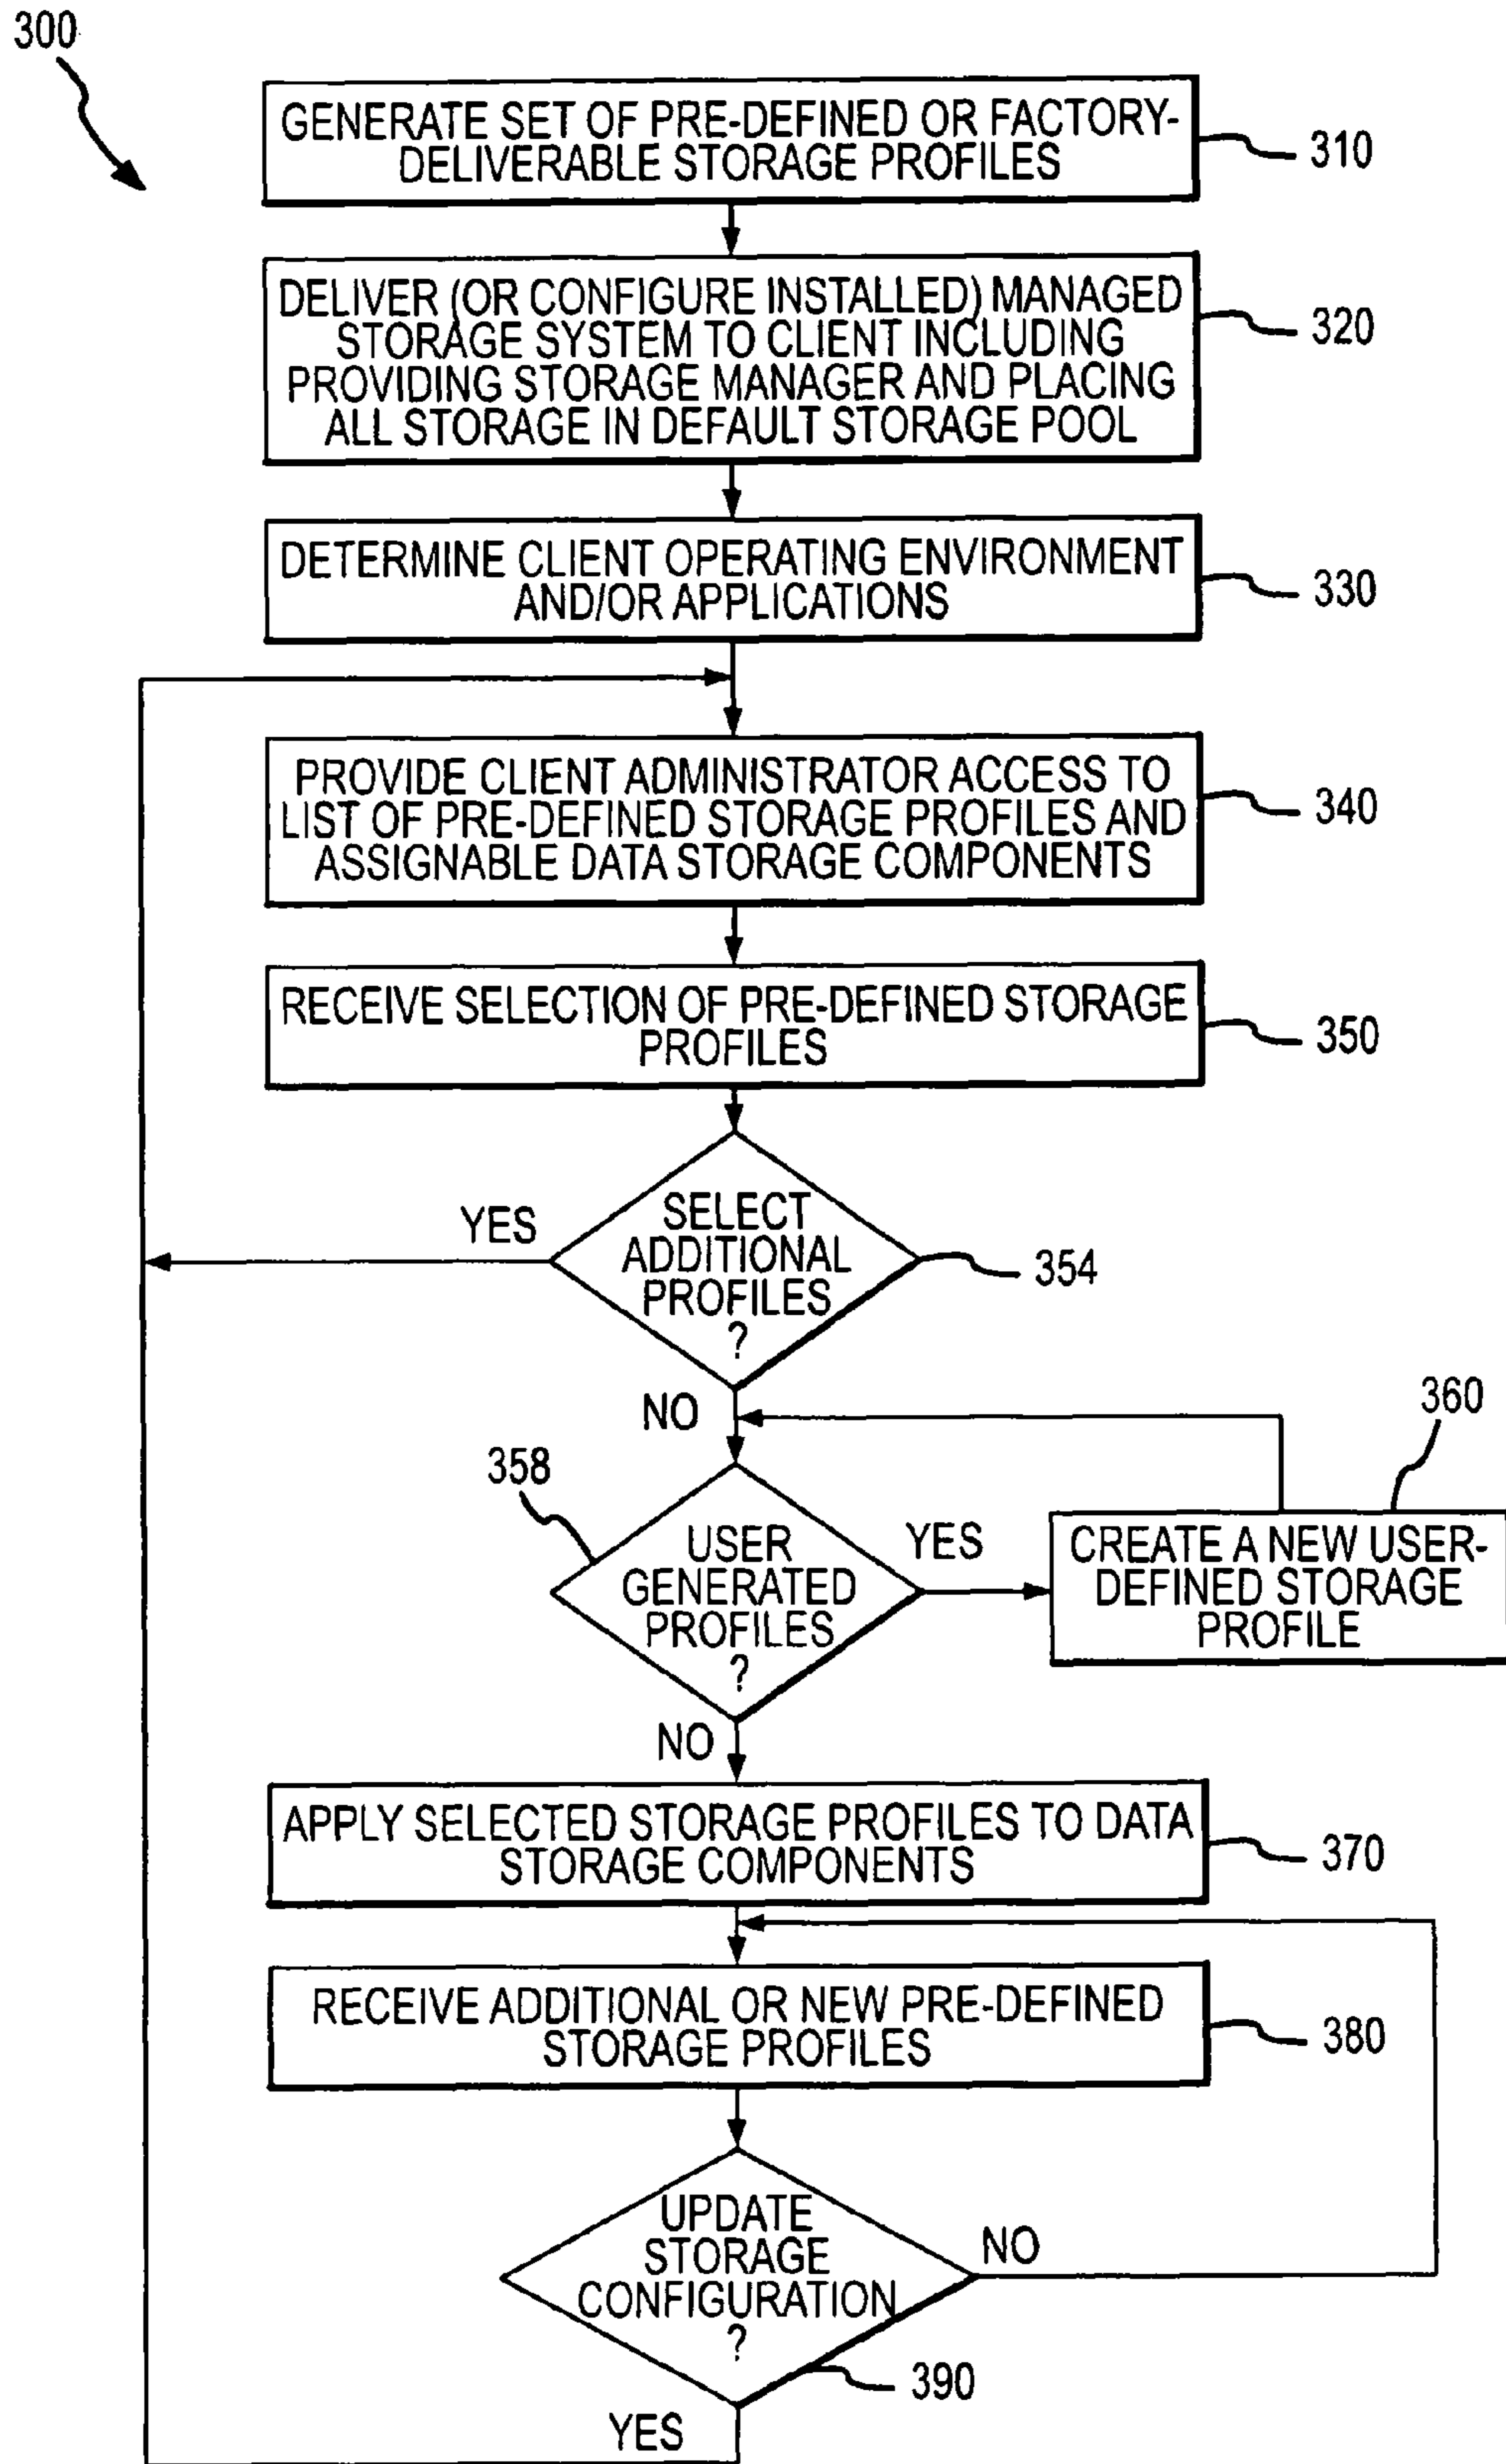 300
GENERATE SET OF PRE-DEFINED OR FACTORY-
DELIVERABLE STORAGE PROFILES
310
DELIVER (OR CONFIGURE INSTALLED) MANAGED
STORAGE SYSTEM TO CLIENT INCLUDING
PROVIDING STORAGE MANAGER AND PLACING
ALL STORAGE IN DEFAULT STORAGE POOL
320
DETERMINE CLIENT OPERATING ENVIRONMENT
AND/OR APPLICATIONS
330
PROVIDE CLIENT ADMINISTRATOR ACCESS TO
LIST OF PRE-DEFINED STORAGE PROFILES AND
ASSIGNABLE DATA STORAGE COMPONENTS
340
RECEIVE SELECTION OF PRE-DEFINED STORAGE
PROFILES
350
YES
SELECT
ADDITIONAL
PROFILES
?
354
NO
358
USER
GENERATED
PROFILES
?
YES
360
CREATE A NEW USER-
DEFINED STORAGE
PROFILE
NO
APPLY SELECTED STORAGE PROFILES TO DATA
STORAGE COMPONENTS
370
RECEIVE ADDITIONAL OR NEW PRE-DEFINED
STORAGE PROFILES
380
UPDATE
STORAGE
CONFIGURATION
?
NO
390
YES